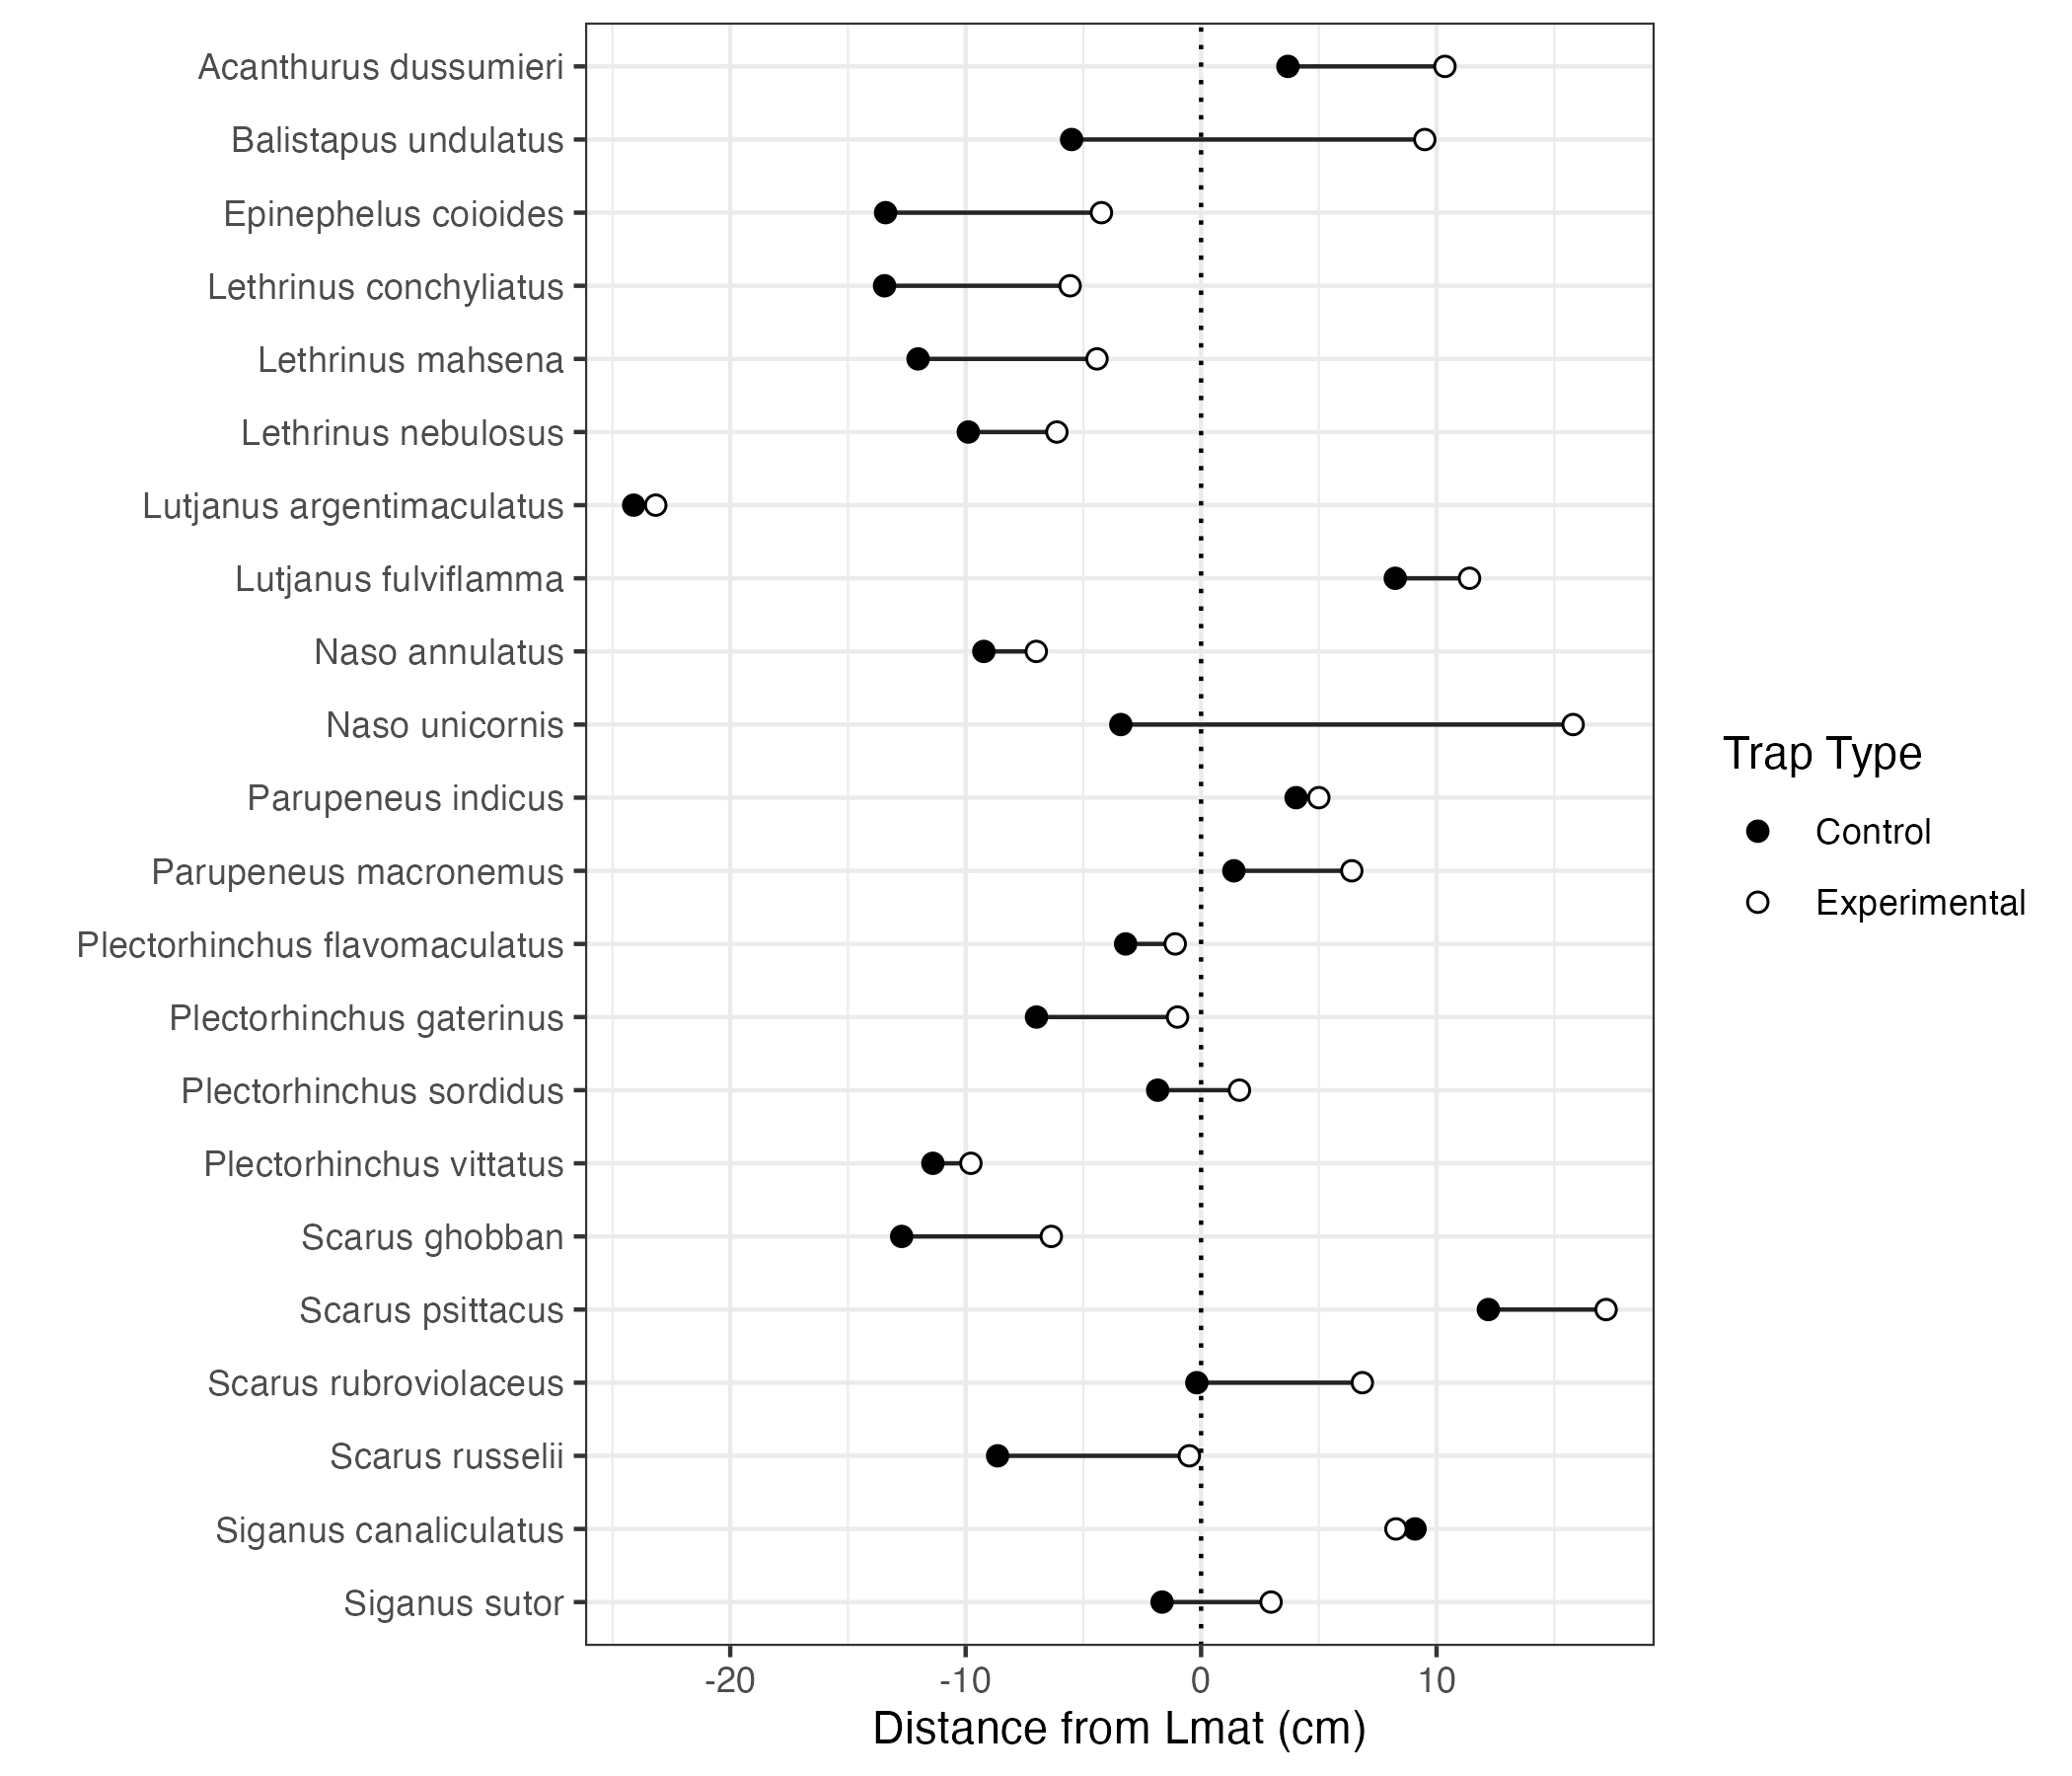 Acanthurus dussumieri
Balistapus undulatus
Epinephelus coioides
Lethrinus conchyliatus
Lethrinus mahsena
Lethrinus nebulosus
Lutjanus argentimaculatus
Lutjanus fulviflamma
Naso annulatus
Naso unicornis
Parupeneus indicus
Parupeneus macronemus
Plectorhinchus flavomaculatus
Plectorhinchus gaterinus
Plectorhinchus sordidus
Plectorhinchus vittatus
Scarus ghobban
Scarus psittacus
Scarus rubroviolaceus
Scarus russelii
Siganus canaliculatus
Siganus sutor
-20 -10 0 10
Distance from Lmat (cm)
Trap Type
Control
Experimental